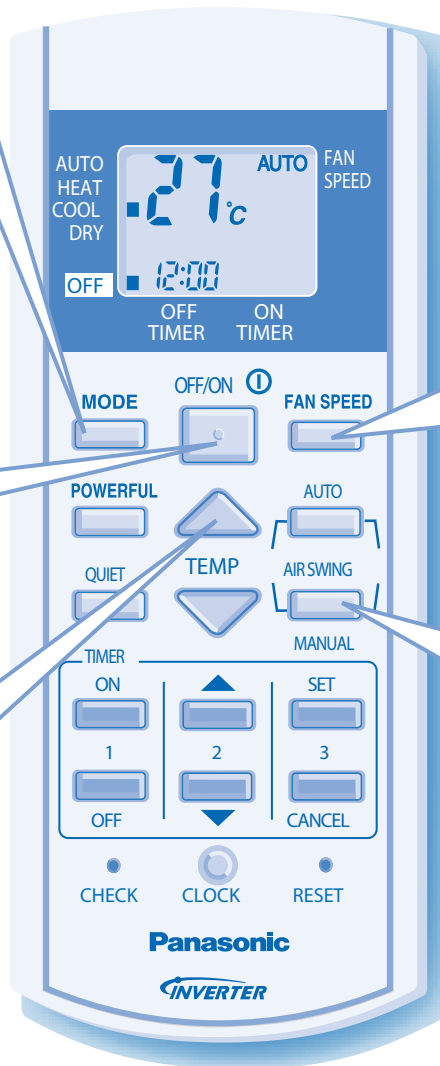 AUTO
HEAT
COOL
DRY
OFF
27°C
AUTO
FAN
SPEED
12:00
OFF
TIMER
ON
TIMER
MODE
OFF/ON
FAN SPEED
POWERFUL
AUTO
QUIET
TEMP
AIR SWING
MANUAL
TIMER
ON
SET
1 2 3
OFF
CANCEL
CHECK CLOCK RESET
Panasonic
INVERTER